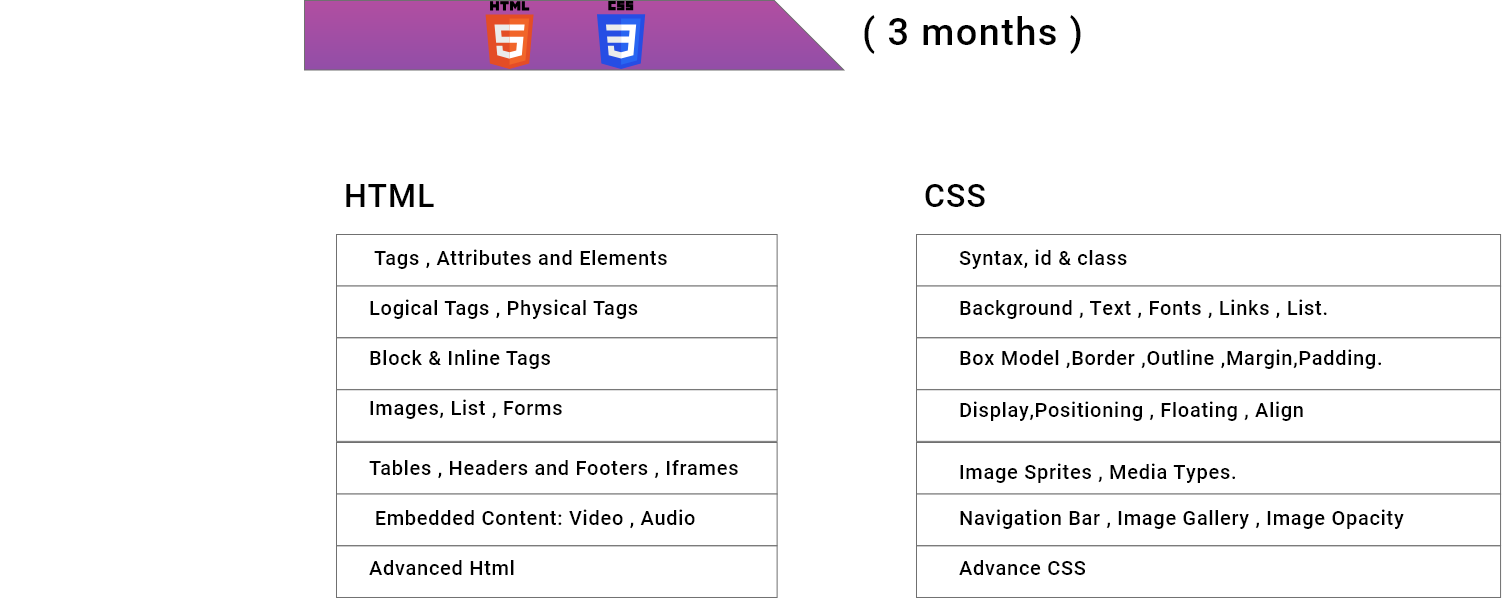 HTML CSS
( 3 months )
HTML
Tags , Attributes and Elements
Logical Tags , Physical Tags
Block & Inline Tags
Images, List , Forms
Tables , Headers and Footers , Iframes
Embedded Content: Video , Audio
Advanced Html
CSS
Syntax, id & class
Background , Text , Fonts , Links , List.
Box Model ,Border ,Outline ,Margin,Padding.
Display,Positioning , Floating , Align
Image Sprites , Media Types.
Navigation Bar , Image Gallery , Image Opacity
Advance CSS